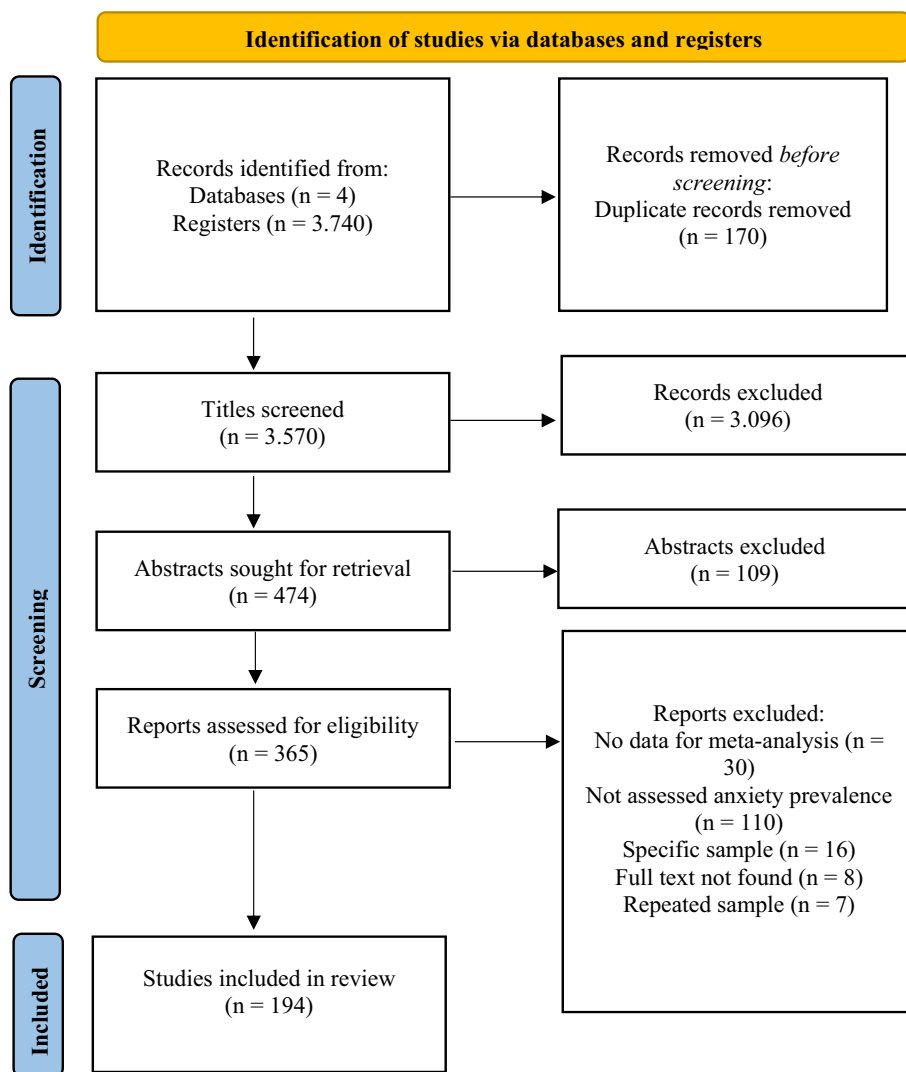 Identification of studies via databases and registers
Identification
Records identified from:
Databases (n = 4)
Registers (n = 3.740)
Records removed before
screening:
Duplicate records removed
(n = 170)
Screening
Titles screened
(n = 3.570)
Records excluded
(n = 3.096)
Abstracts sought for retrieval
(n = 474)
Abstracts excluded
(n = 109)
Reports assessed for eligibility
(n = 365)
Reports excluded:
No data for meta-analysis (n =
30)
Not assessed anxiety prevalence
(n = 110)
Specific sample (n = 16)
Full text not found (n = 8)
Repeated sample (n = 7)
Included
Studies included in review
(n = 194)